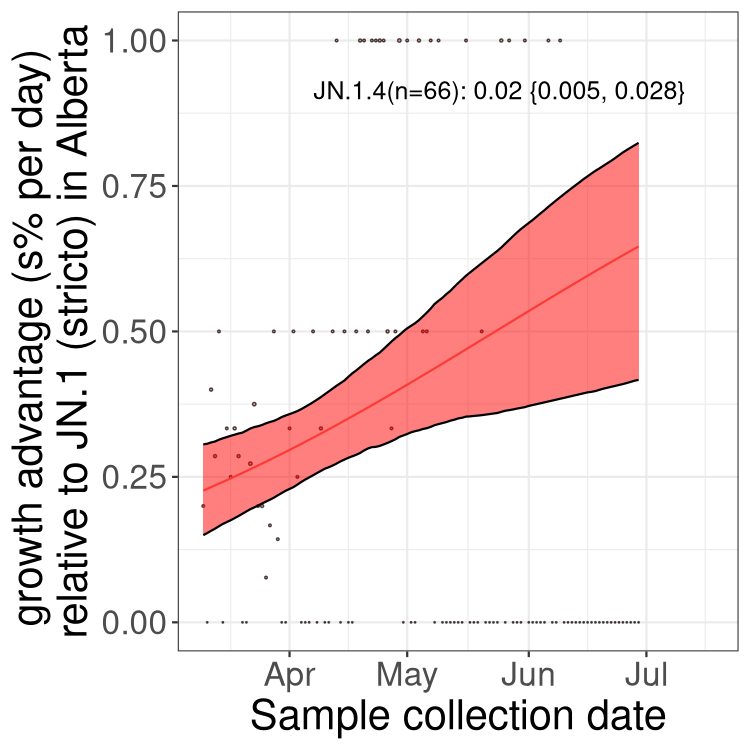 growth advantage (s% per day)
relative to JN.1 (stricto) in Alberta
1.00
JN.1.4(n=66): 0.02 {0.005, 0.028}
0.75
0.50
0.25
0.00
Apr May Jun Jul
Sample collection date